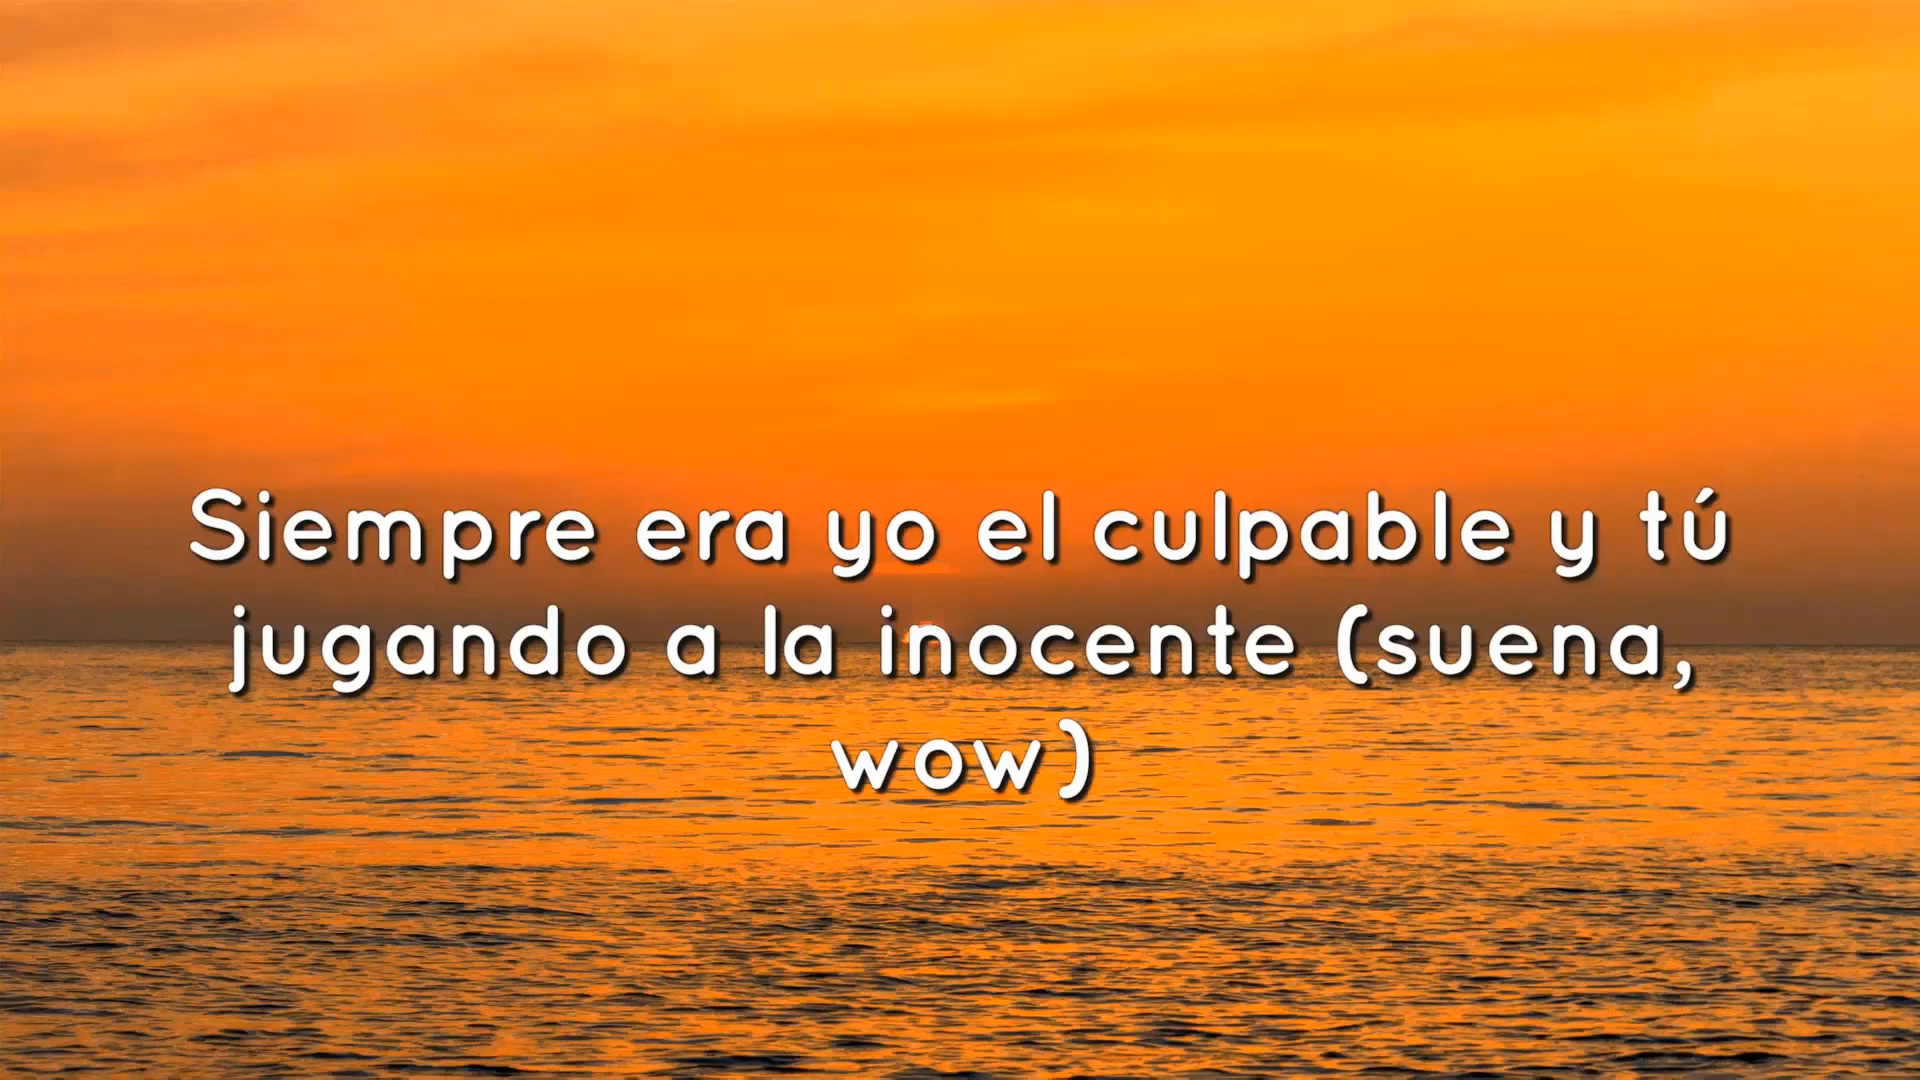 Siempre era yo el culpable y tú
jugando a la inocente (suena,
wow)